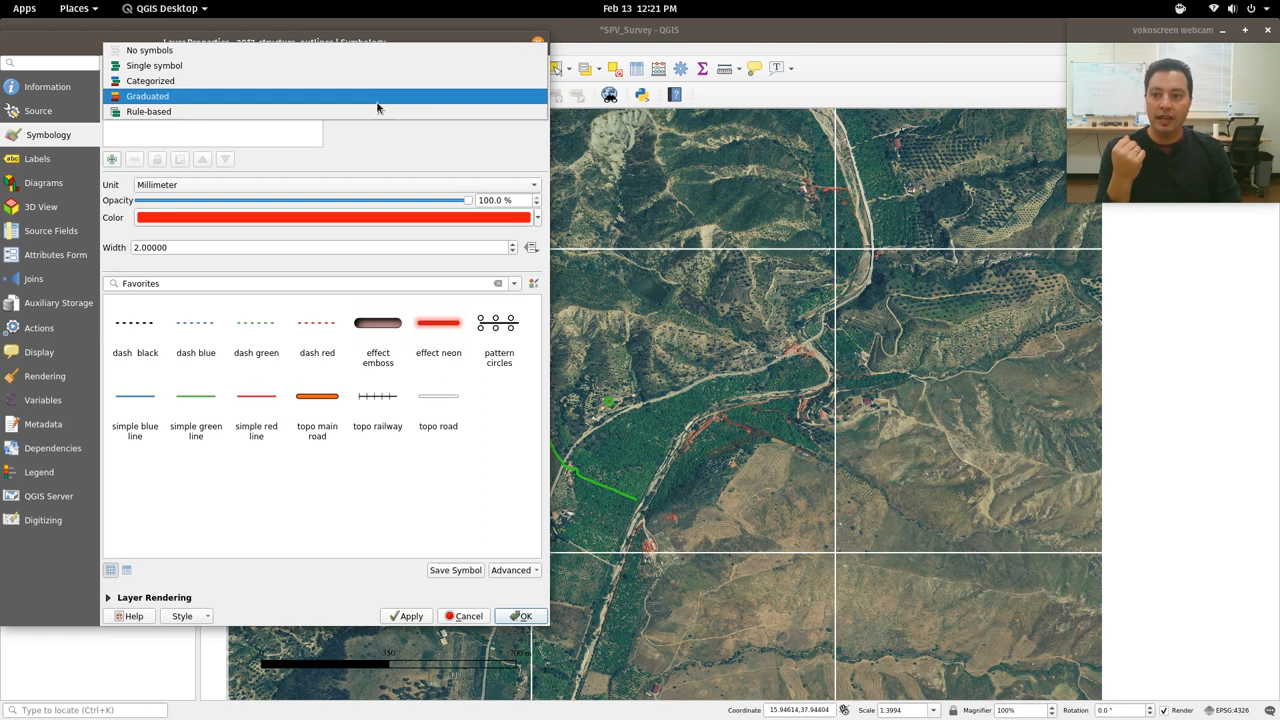 Apps Places QGIS Desktop Feb 13 12:21 PM
*SPV_Survey - QGIS
vokoscreen webcam
No symbols
Single symbol
Categorized
Graduated
Rule-based
Information
Source
Symbology
abc Labels
Diagrams
3D View
Source Fields
Attributes Form
Joins
Auxiliary Storage
Actions
Display
Rendering
Variables
Metadata
Dependencies
Legend
QGIS Server
Digitizing
Unit Millimeter
Opacity 100.0 %
Color
Width 2.00000
Favorites
dash black
dash blue
dash green
dash red
effect emboss
effect neon
pattern circles
simple blue line
simple green line
simple red line
topo main road
topo railway
topo road
Save Symbol Advanced
Layer Rendering
Help Style Apply Cancel OK
350 700 m
Type to locate (Ctrl+K) Coordinate 15.94614,37.94404 Scale 1:3994 Magnifier 100% Rotation 0.0 ° Render EPSG:4326